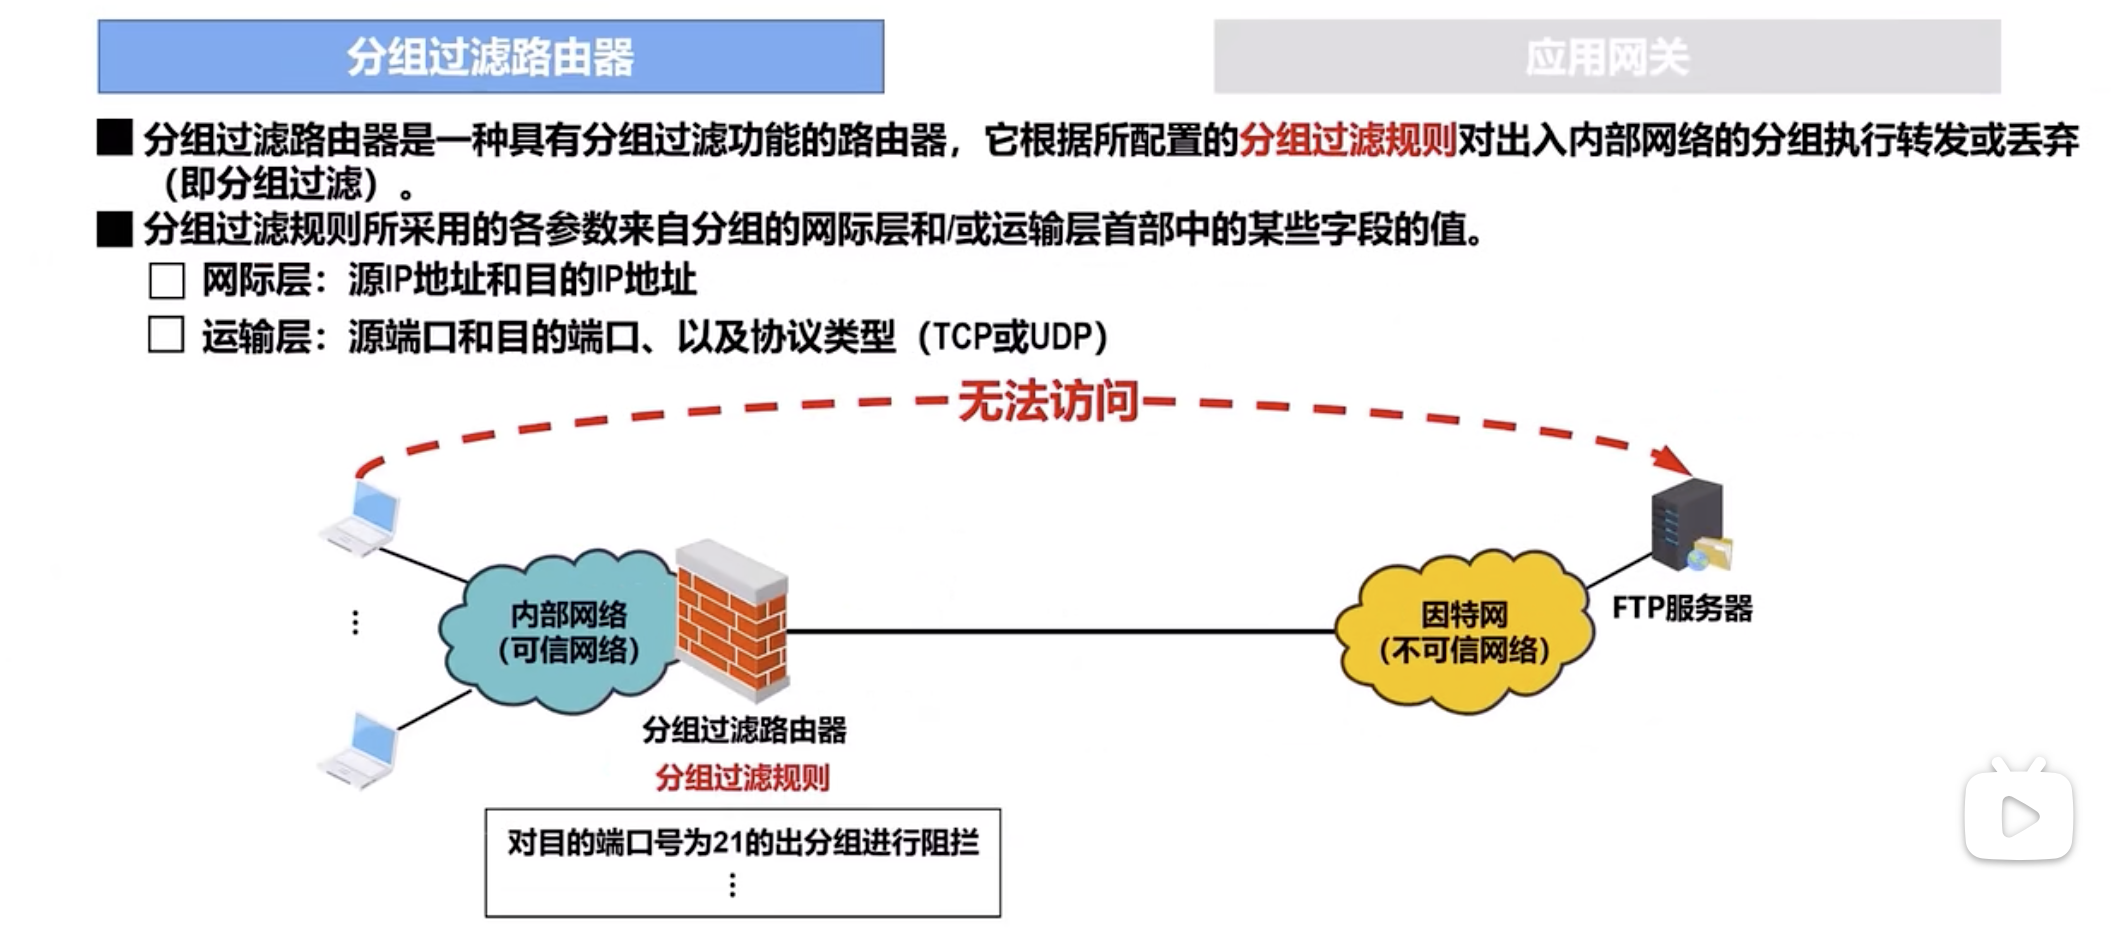 分组过滤路由器
应用网关
分组过滤路由器是一种具有分组过滤功能的路由器，它根据所配置的分组过滤规则对出入内部网络的分组执行转发或丢弃
（即分组过滤）。
分组过滤规则所采用的各参数来自分组的网际层和/或运输层首部中的某些字段的值。
网际层：源IP地址和目的IP地址
运输层：源端口和目的端口、以及协议类型（TCP或UDP）
无法访问
内部网络
（可信网络）
因特网
（不可信网络）
FTP服务器
分组过滤路由器
分组过滤规则
对目的端口号为21的出分组进行阻拦